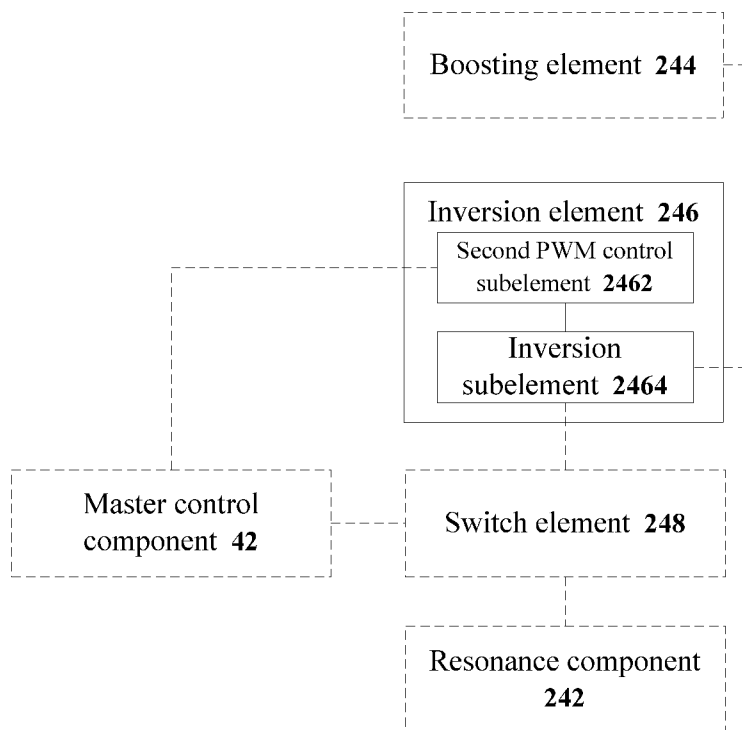 Boosting element 244
Inversion element 246
Second PWM control
subelement 2462
Inversion
subelement 2464
Master control
component 42
Switch element 248
Resonance component
242